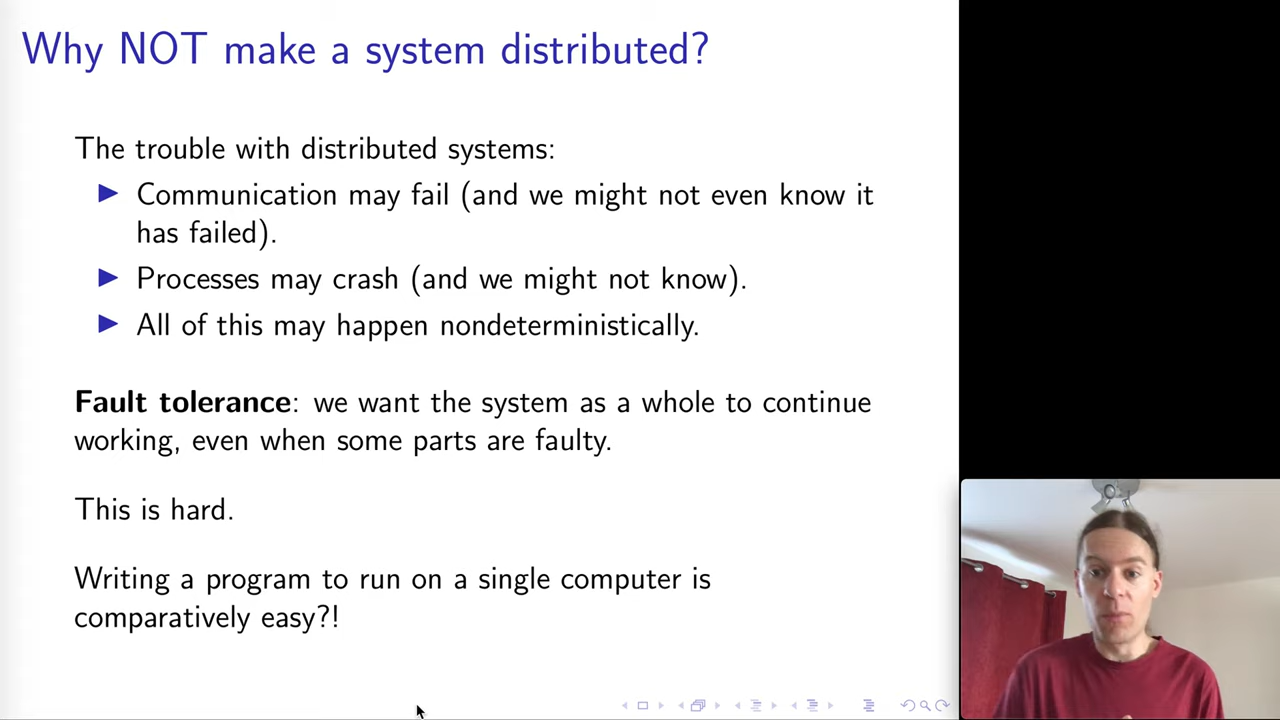 Why NOT make a system distributed?
The trouble with distributed systems:
Communication may fail (and we might not even know it
has failed).
Processes may crash (and we might not know).
All of this may happen nondeterministically.
Fault tolerance: we want the system as a whole to continue
working, even when some parts are faulty.
This is hard.
Writing a program to run on a single computer is
comparatively easy?!